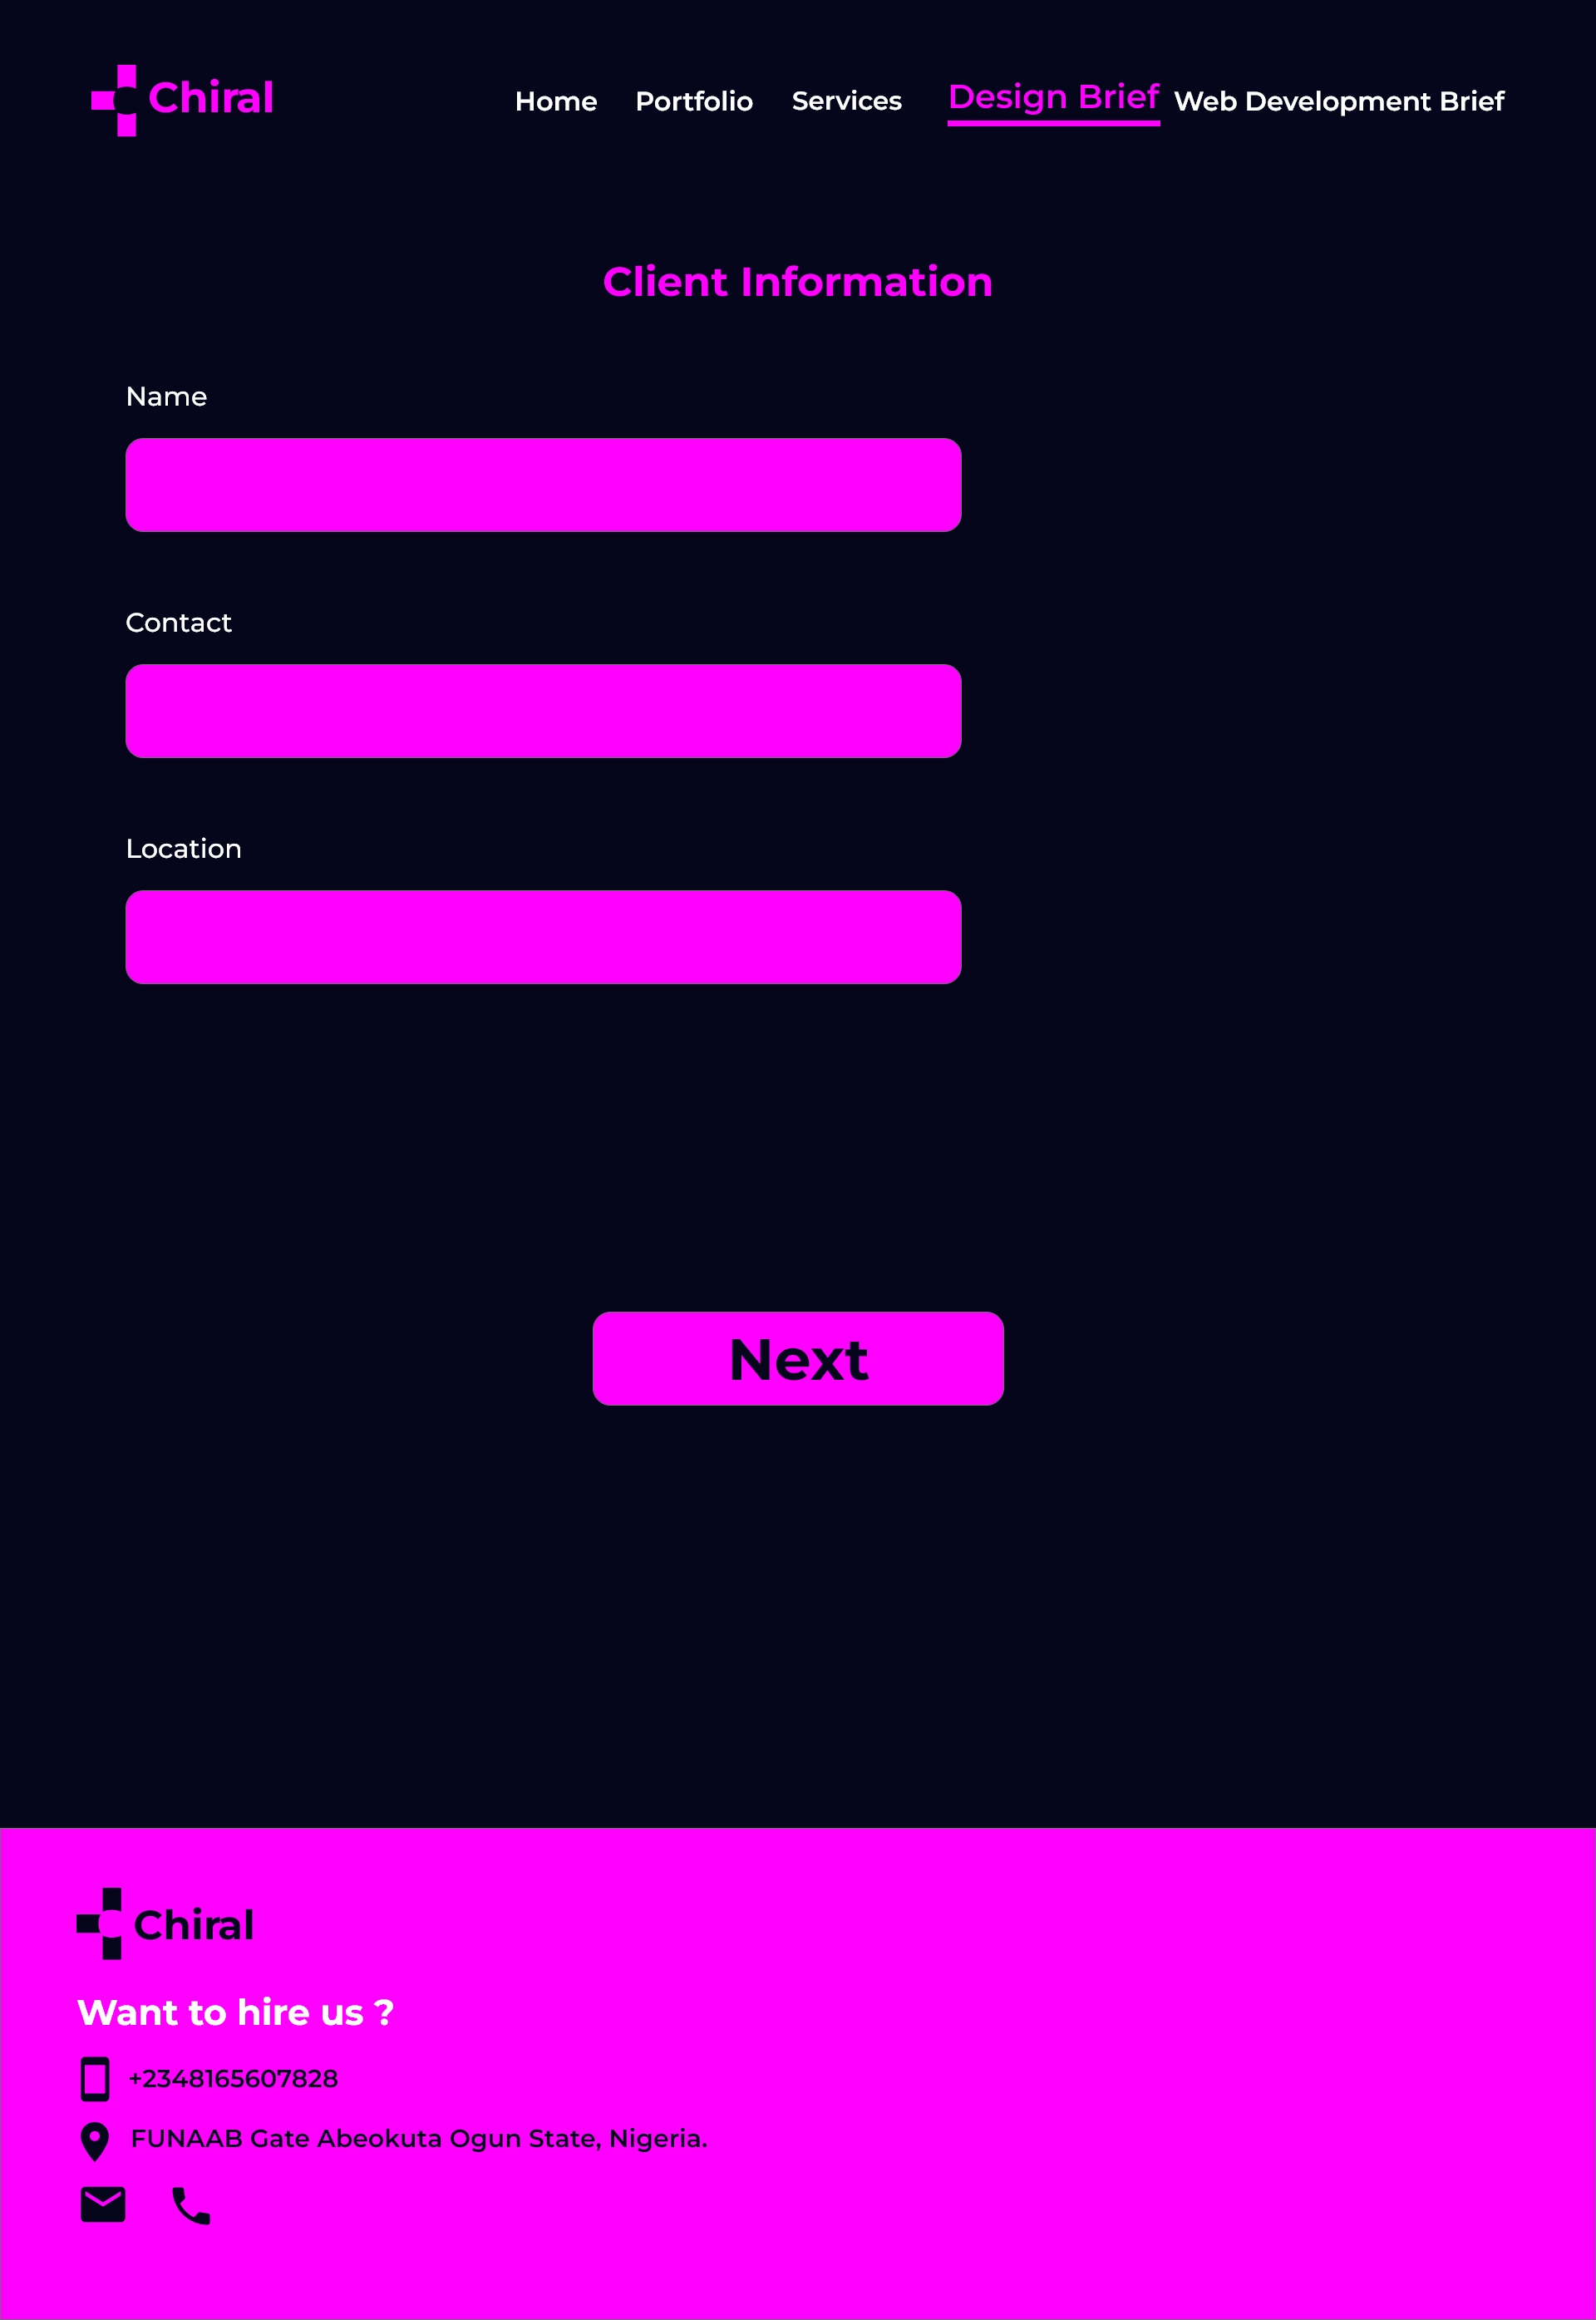 Chiral
Home Portfolio Services Design Brief Web Development Brief
Client Information
Name
Contact
Location
Next
Chiral
Want to hire us ?
+2348165607828
FUNAAB Gate Abeokuta Ogun State, Nigeria.